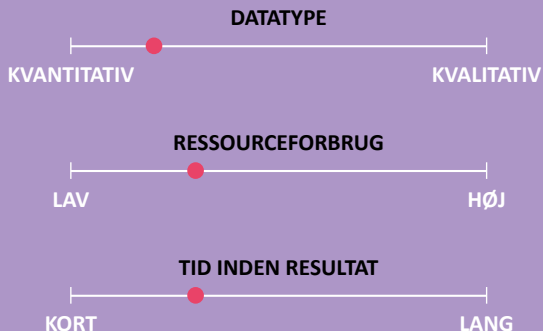 DATATYPE
KVANTITATIV KVALITATIV
RESSOURCEFORBRUG
LAV HØJ
TID INDEN RESULTAT
KORT LANG